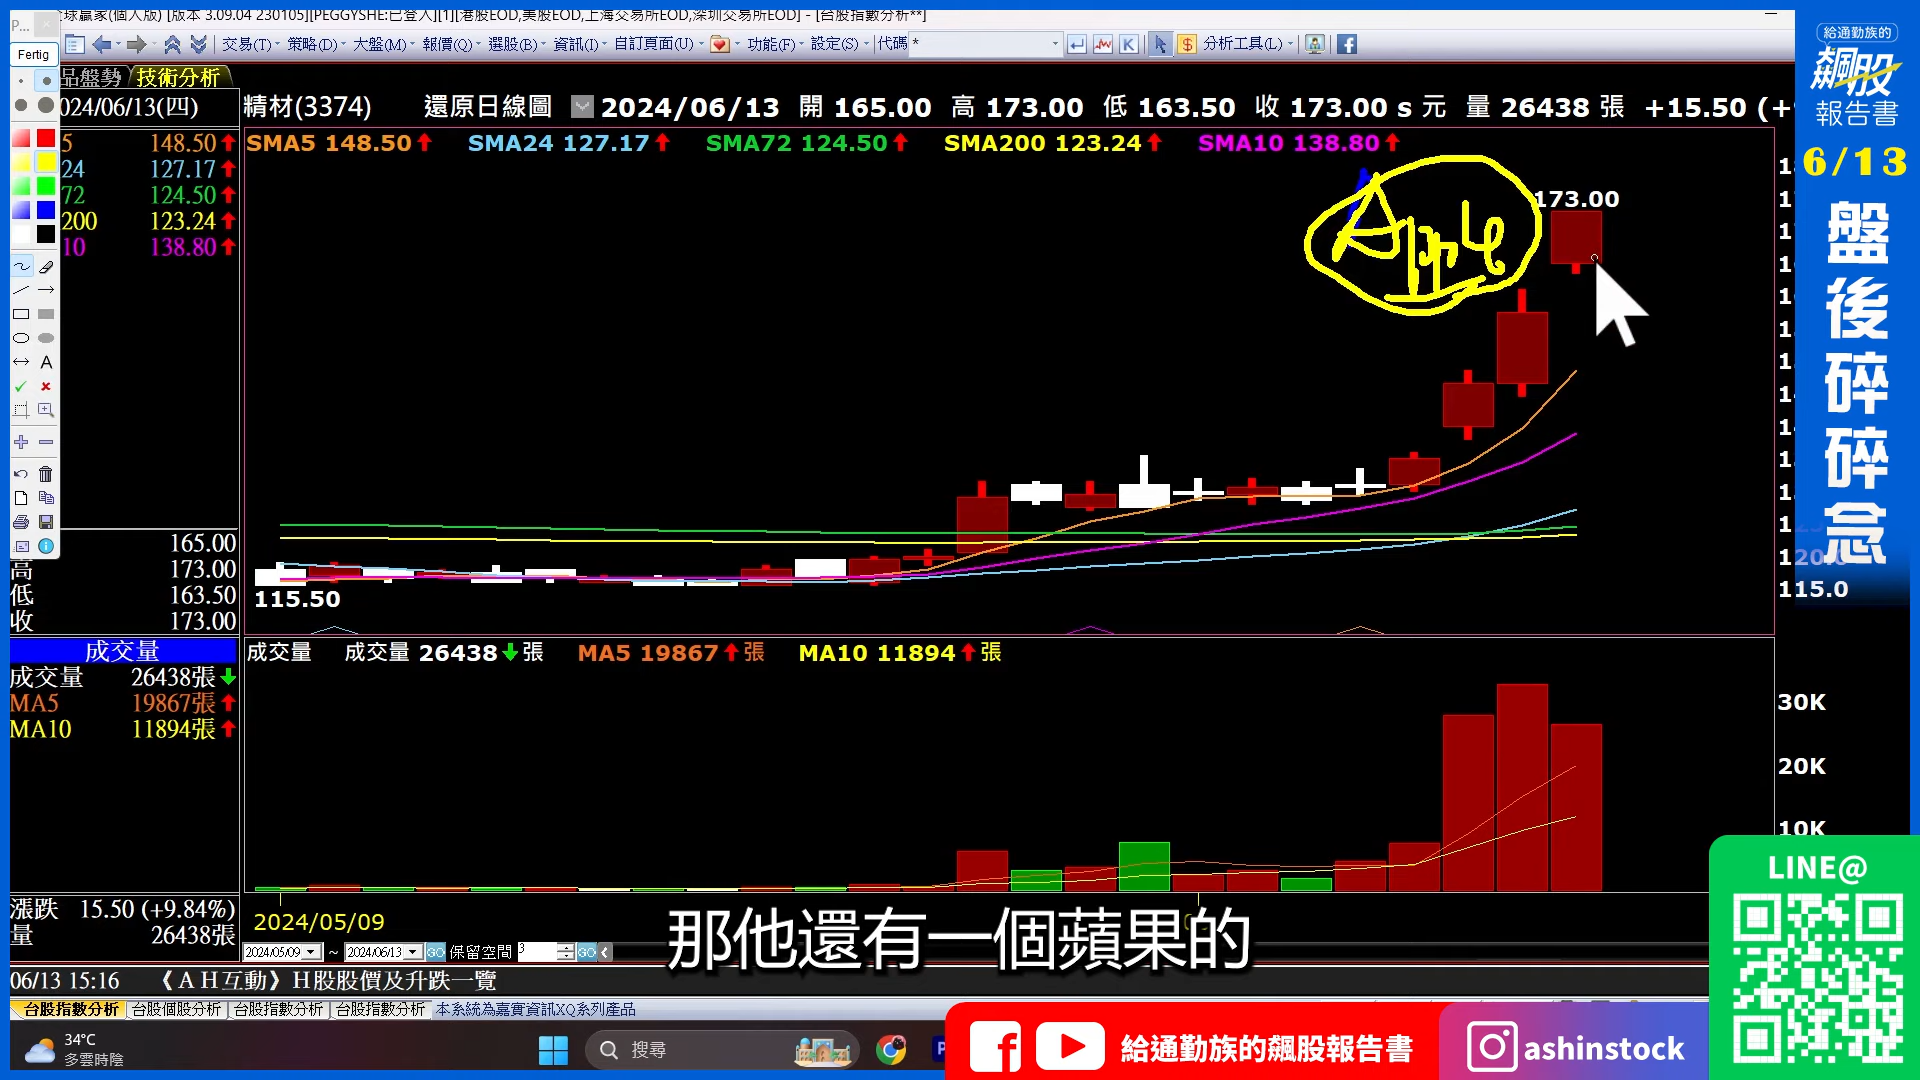 P...
全球贏家(個人版) [版本 3.09.04 230105][PEGGYSHE:已登入][1][港股EOD,美股EOD,上海交易所EOD,深圳交易所EOD] - [台股指數分析**]
Fertig
交易(T) 策略(D) 大盤(M) 報價(Q) 選股(B) 資訊(I) 自訂頁面(U) 功能(F) 設定(S) 代碼 * K $ 分析工具(L)
品盤勢 技術分析
024/06/13(四)
精材(3374) 還原日線圖 2024/06/13 開 165.00 高 173.00 低 163.50 收 173.00 s 元 量 26438 張 +15.50 (+
SMA5 148.50 SMA24 127.17 SMA72 124.50 SMA200 123.24 SMA10 138.80
5 148.50
24 127.17
72 124.50
200 123.24
10 138.80
Apple
173.00
115.50
120.0
115.0
165.00
高 173.00
低 163.50
收 173.00
成交量
成交量 26438張
MA5 19867張
MA10 11894張
成交量 成交量 26438 張 MA5 19867 張 MA10 11894 張
30K
20K
10K
漲跌 15.50 (+9.84%)
量 26438張
2024/05/09
2024/05/09 ~ 2024/06/13 GO 保留空間 3 GO
那他還有一個蘋果的
06/13 15:16 《ＡＨ互動》Ｈ股股價及升跌一覽
台股指數分析 台股個股分析 台股指數分析 台股指數分析 本系統為嘉實資訊XQ系列產品
34°C
多雲時陰
搜尋
給通勤族的飆股報告書
ashinstock
給通勤族的
飆股
報告書
6/13
盤後碎碎念
LINE@